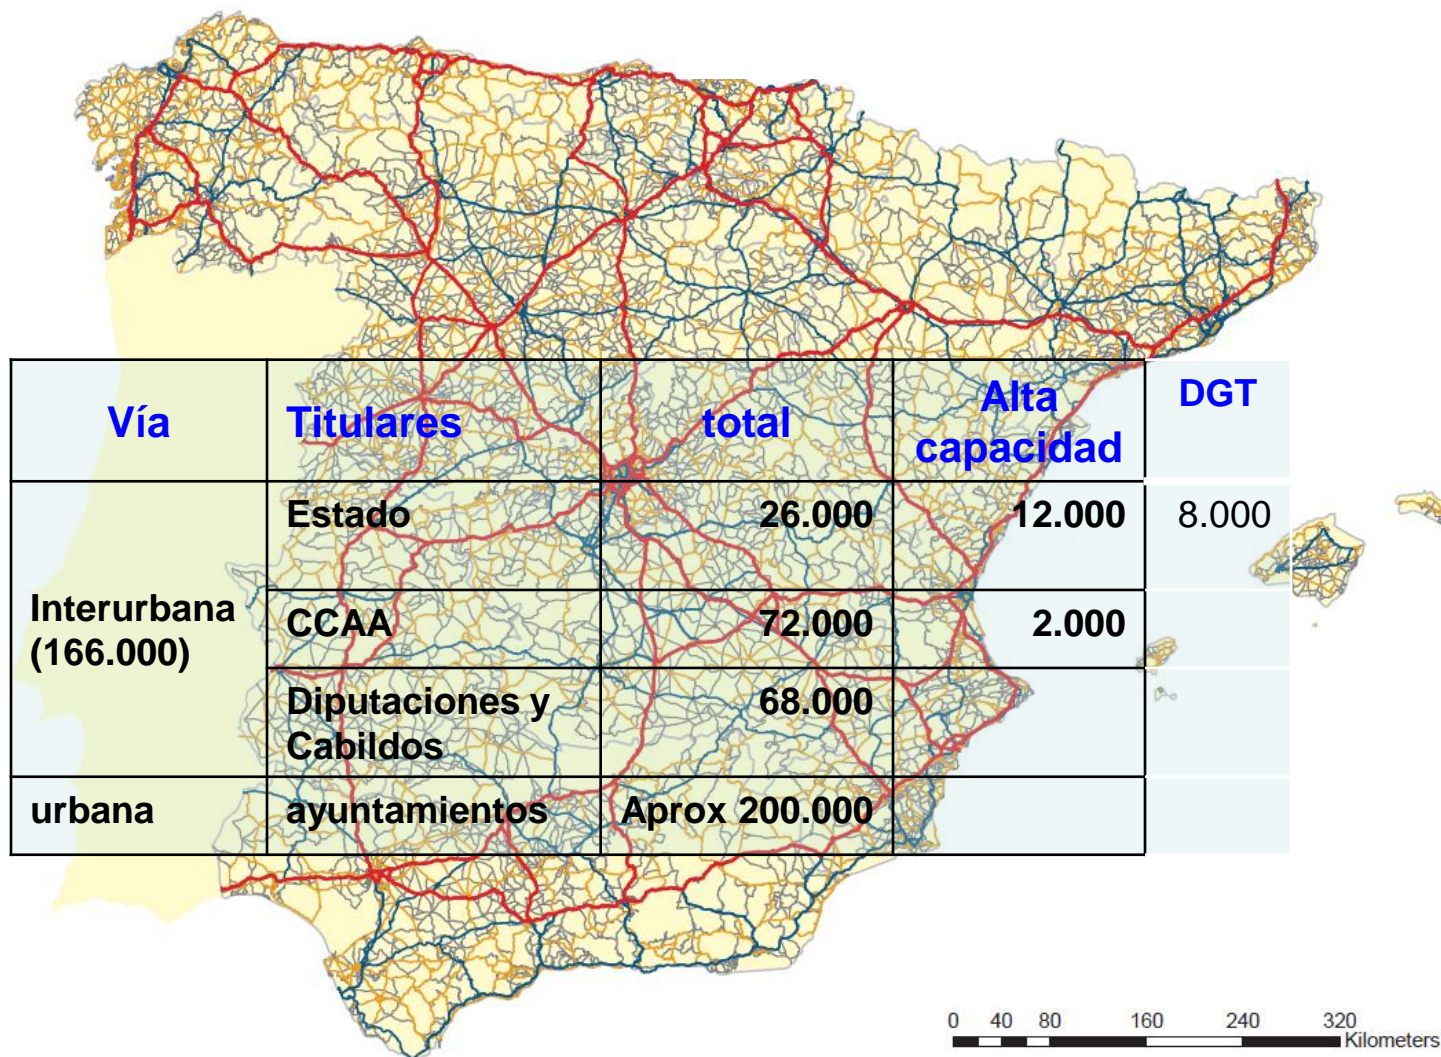 Vía Titulares total Alta capacidad DGT
Interurbana (166.000) Estado 26.000 12.000 8.000
CCAA 72.000 2.000
Diputaciones y Cabildos 68.000
urbana ayuntamientos Aprox 200.000
0 40 80 160 240 320 Kilometers